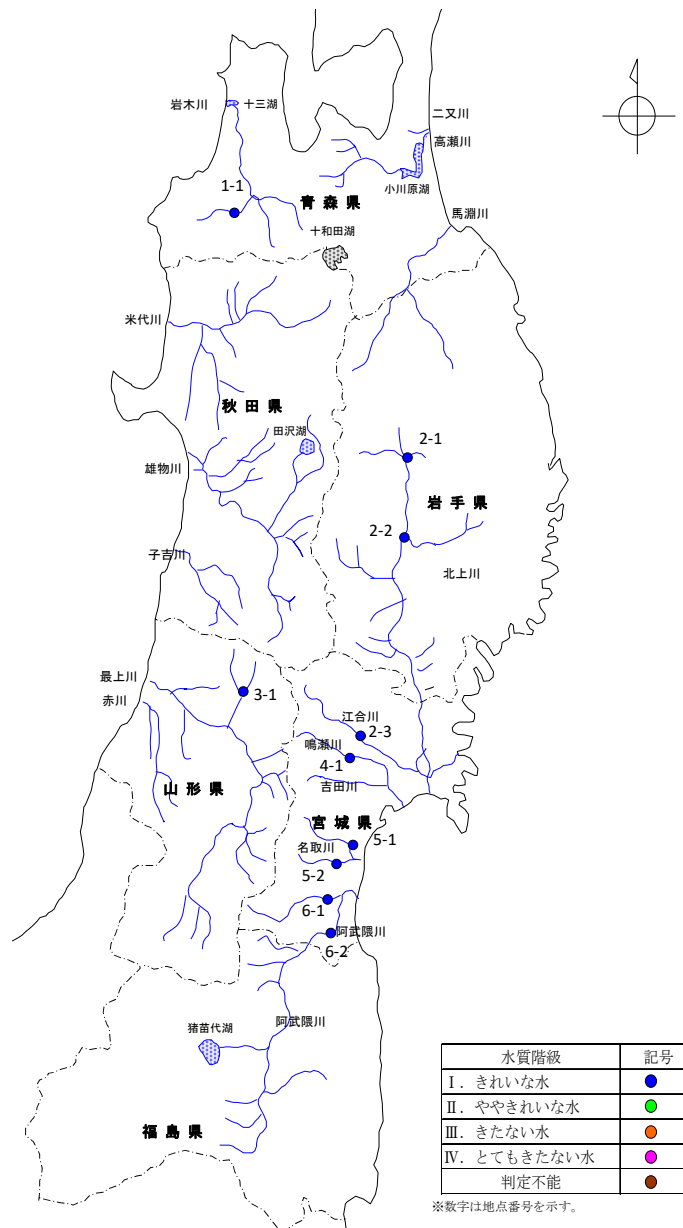 岩木川
十三湖
二又川
高瀬川
小川原湖
1-1
青森県
馬淵川
十和田湖
米代川
秋田県
田沢湖
2-1
雄物川
岩手県
2-2
子吉川
北上川
最上川
赤川
3-1
江合川
2-3
鳴瀬川
4-1
吉田川
山形県
宮城県
5-1
名取川
5-2
6-1
阿武隈川
6-2
阿武隈川
猪苗代湖
福島県
水質階級 記号
Ⅰ．きれいな水
Ⅱ．ややきれいな水
Ⅲ．きたない水
Ⅳ．とてもきたない水
判定不能
※数字は地点番号を示す。